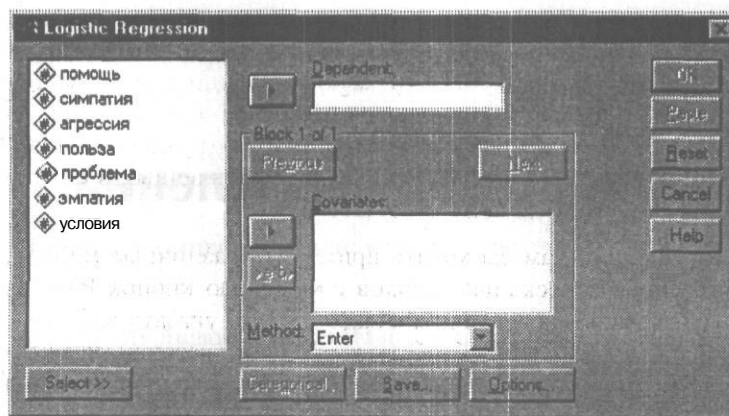 Logistic Regression
помощь
симпатия
агрессия
польза
проблема
эмпатия
условия
Select >>
Dependent:
Block 1 of 1
Previous
Next
Covariates:
>a*b>
Method:
Enter
Categorical...
Save...
Options...
OK
Paste
Reset
Cancel
Help